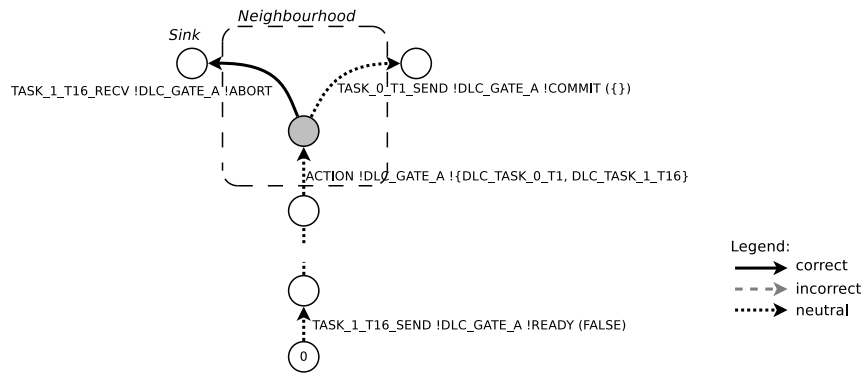 Neighbourhood
Sink
TASK_1_T16_RECV !DLC_GATE_A !ABORT
TASK_0_T1_SEND !DLC_GATE_A !COMMIT ({})
ACTION !DLC_GATE_A !{DLC_TASK_0_T1, DLC_TASK_1_T16}
Legend:
correct
incorrect
neutral
TASK_1_T16_SEND !DLC_GATE_A !READY (FALSE)
0